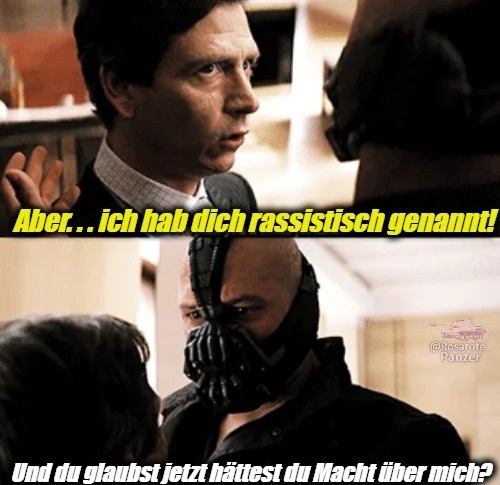 Aber. . . ich hab dich rassistisch genannt!
@Rosarote
Panzer
Und du glaubst jetzt hättest du Macht über mich?